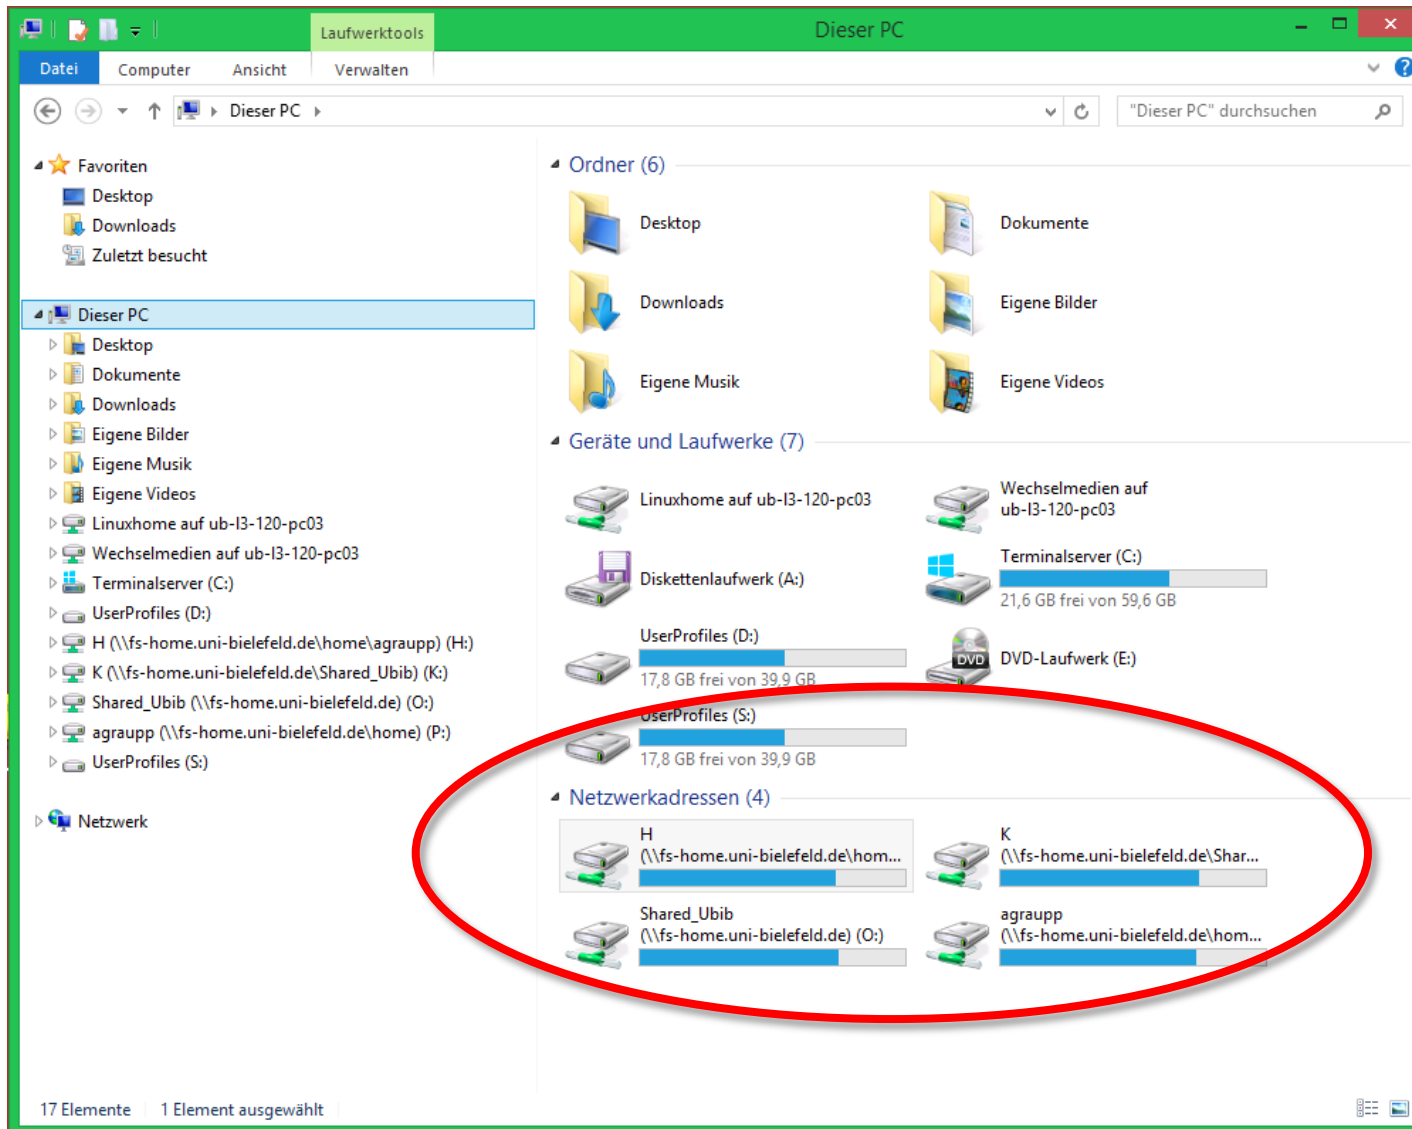 Laufwerktools
Dieser PC
Datei
Computer
Ansicht
Verwalten
?
Dieser PC
"Dieser PC" durchsuchen
Favoriten
Desktop
Downloads
Zuletzt besucht
Dieser PC
Desktop
Dokumente
Downloads
Eigene Bilder
Eigene Musik
Eigene Videos
Linuxhome auf ub-l3-120-pc03
Wechselmedien auf ub-l3-120-pc03
Terminalserver (C:)
UserProfiles (D:)
H (\\fs-home.uni-bielefeld.de\home\agraupp) (H:)
K (\\fs-home.uni-bielefeld.de\Shared_Ubib) (K:)
Shared_Ubib (\\fs-home.uni-bielefeld.de) (O:)
agraupp (\\fs-home.uni-bielefeld.de\home) (P:)
UserProfiles (S:)
Netzwerk
Ordner (6)
Desktop
Dokumente
Downloads
Eigene Bilder
Eigene Musik
Eigene Videos
Geräte und Laufwerke (7)
Linuxhome auf ub-l3-120-pc03
Wechselmedien auf
ub-l3-120-pc03
Diskettenlaufwerk (A:)
Terminalserver (C:)
21,6 GB frei von 59,6 GB
UserProfiles (D:)
17,8 GB frei von 39,9 GB
DVD
DVD-Laufwerk (E:)
UserProfiles (S:)
17,8 GB frei von 39,9 GB
Netzwerkadressen (4)
H
(\\fs-home.uni-bielefeld.de\hom...
K
(\\fs-home.uni-bielefeld.de\Shar...
Shared_Ubib
(\\fs-home.uni-bielefeld.de) (O:)
agraupp
(\\fs-home.uni-bielefeld.de\hom...
17 Elemente
1 Element ausgewählt